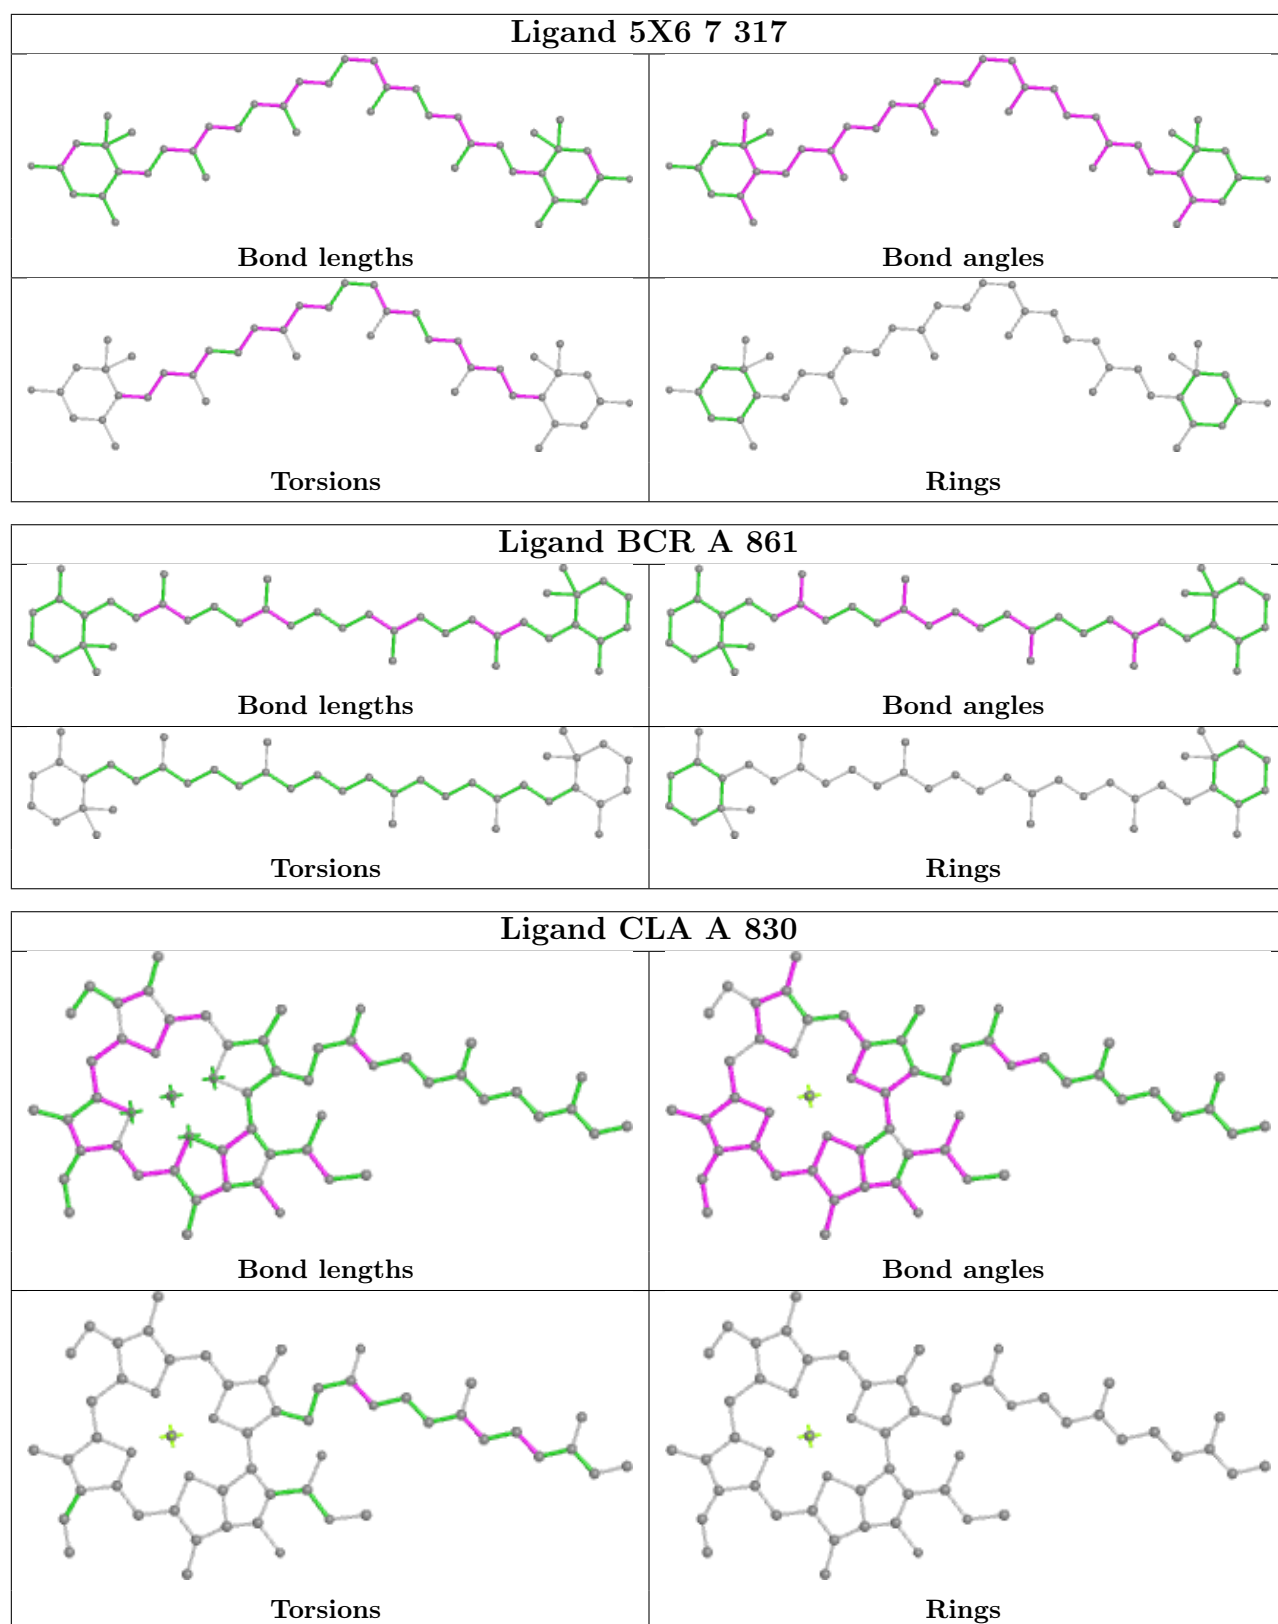 Ligand 5X6 7 317
Bond lengths
Bond angles
Torsions
Rings
Ligand BCR A 861
Bond lengths
Bond angles
Torsions
Rings
Ligand CLA A 830
Bond lengths
Bond angles
Torsions
Rings